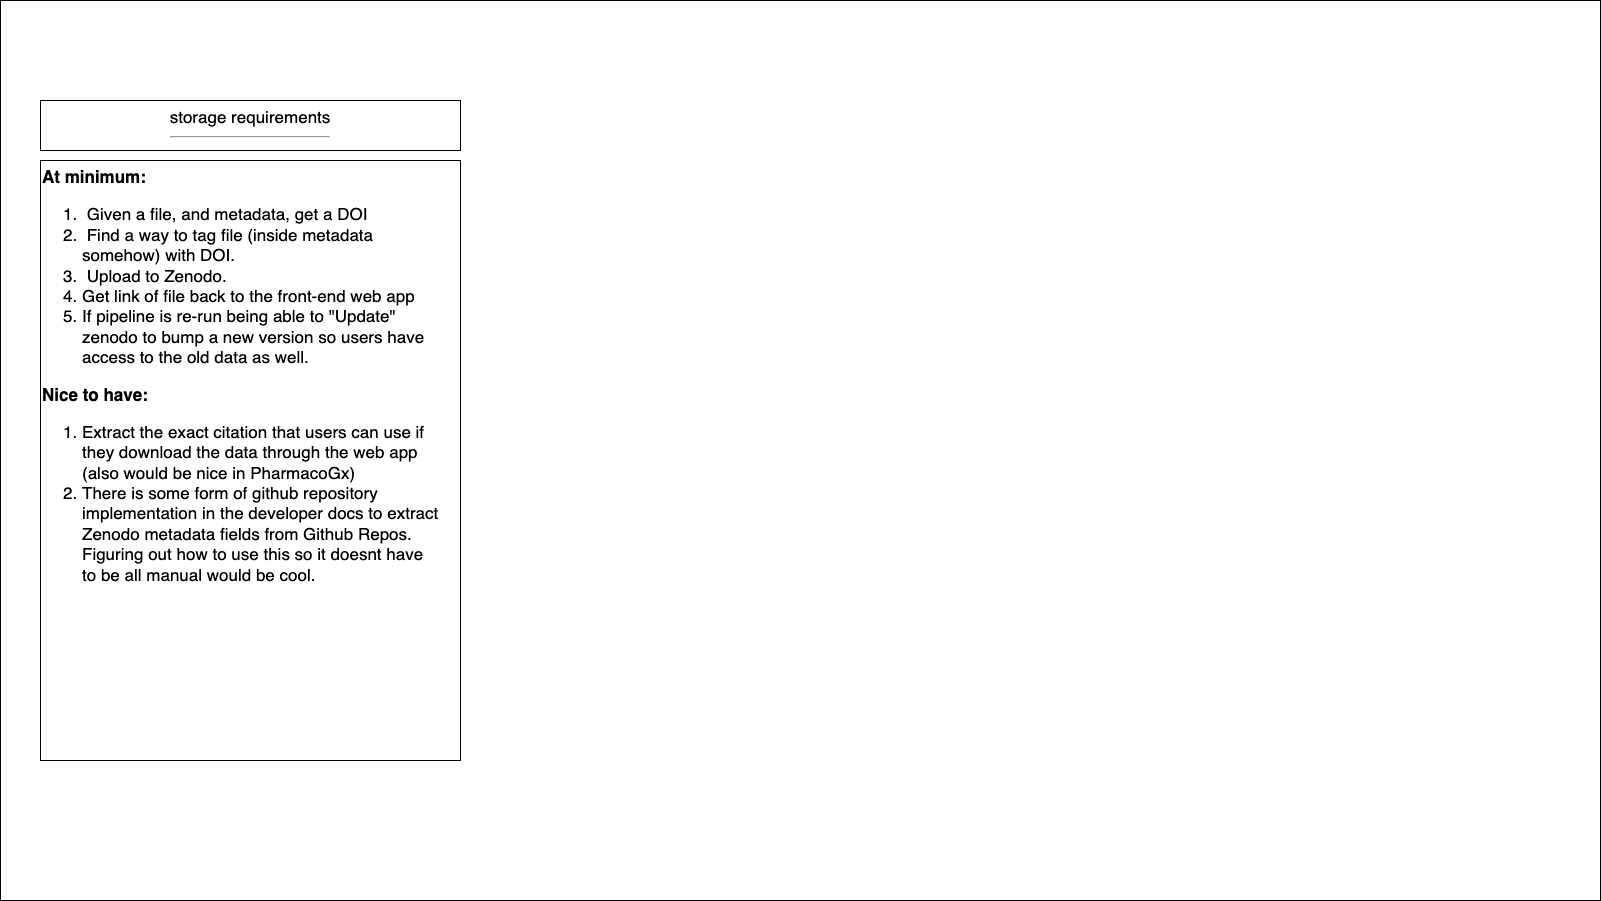 storage requirements
At minimum:
1. Given a file, and metadata, get a DOI
2. Find a way to tag file (inside metadata
somehow) with DOI.
3. Upload to Zenodo.
4. Get link of file back to the front-end web app
5. If pipeline is re-run being able to "Update"
zenodo to bump a new version so users have
access to the old data as well.
Nice to have:
1. Extract the exact citation that users can use if
they download the data through the web app
(also would be nice in PharmacoGx)
2. There is some form of github repository
implementation in the developer docs to extract
Zenodo metadata fields from Github Repos.
Figuring out how to use this so it doesnt have
to be all manual would be cool.